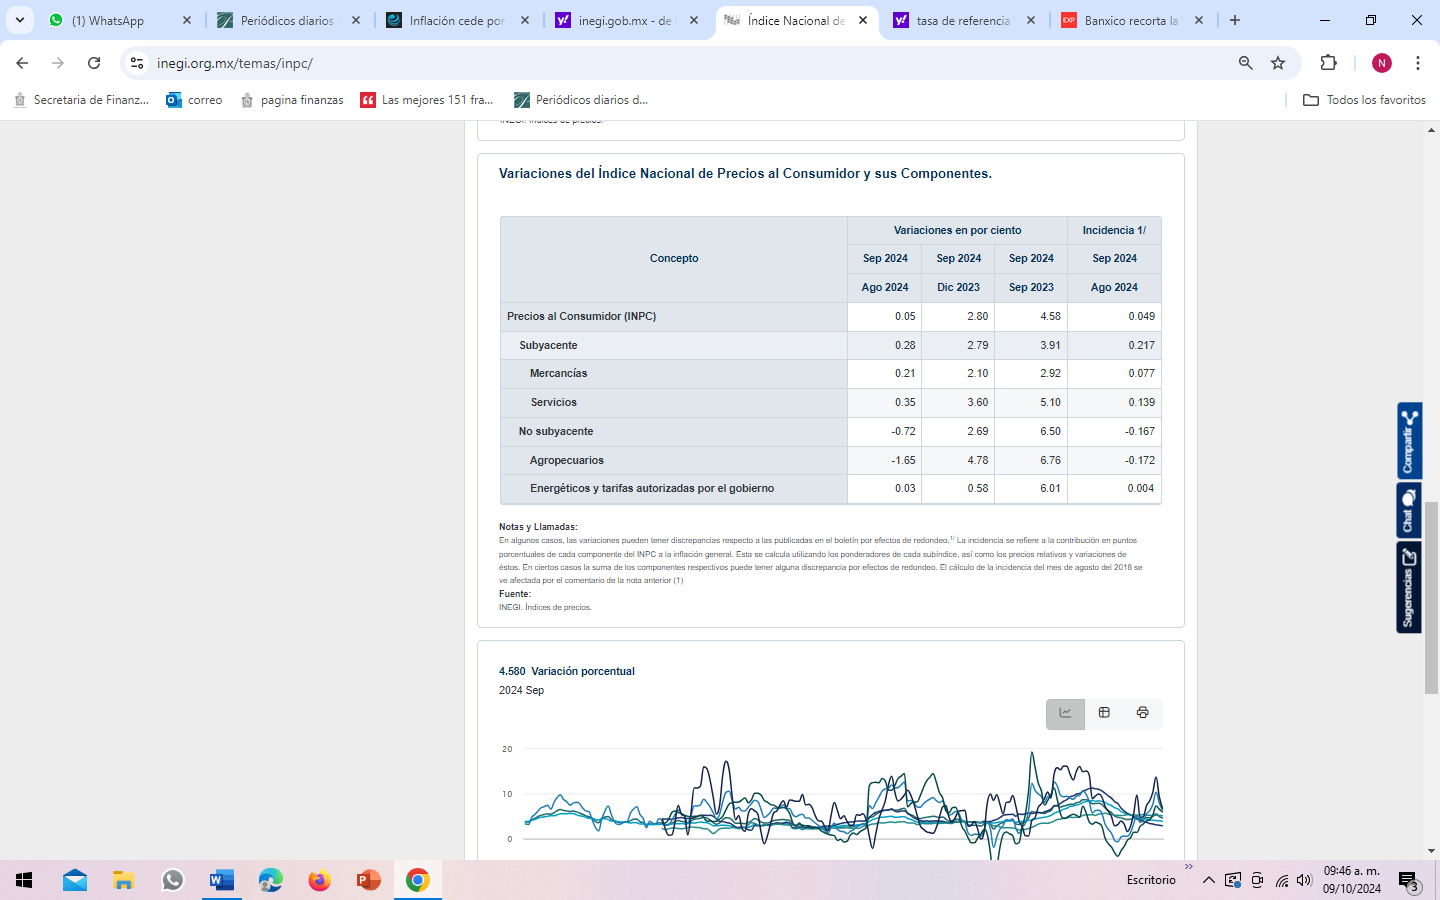 (1) WhatsApp
Periódicos diarios
Inflación cede por
inegi.gob.mx - de
Índice Nacional de
tasa de referencia
Banxico recorta la
inegi.org.mx/temas/inpc/
N
Secretaria de Finanz...
correo
pagina finanzas
Las mejores 151 fra...
Periódicos diarios d...
Todos los favoritos
INEGI. Índices de precios.
Variaciones del Índice Nacional de Precios al Consumidor y sus Componentes.
Concepto Variaciones en por ciento Incidencia 1/
Sep 2024 Sep 2024 Sep 2024 Sep 2024
Ago 2024 Dic 2023 Sep 2023 Ago 2024
Precios al Consumidor (INPC) 0.05 2.80 4.58 0.049
Subyacente 0.28 2.79 3.91 0.217
Mercancías 0.21 2.10 2.92 0.077
Servicios 0.35 3.60 5.10 0.139
No subyacente -0.72 2.69 6.50 -0.167
Agropecuarios -1.65 4.78 6.76 -0.172
Energéticos y tarifas autorizadas por el gobierno 0.03 0.58 6.01 0.004
Notas y Llamadas:
En algunos casos, las variaciones pueden tener discrepancias respecto a las publicadas en el boletín por efectos de redondeo.1/ La incidencia se refiere a la contribución en puntos
porcentuales de cada componente del INPC a la inflación general. Esta se calcula utilizando los ponderadores de cada subíndice, así como los precios relativos y variaciones de
éstos. En ciertos casos la suma de los componentes respectivos puede tener alguna discrepancia por efectos de redondeo. El cálculo de la incidencia del mes de agosto del 2018 se
ve afectada por el comentario de la nota anterior (1)
Fuente:
INEGI. Índices de precios.
Compartir
Chat
Sugerencias
4.580 Variación porcentual
2024 Sep
20
10
0
Escritorio
09:46 a. m.
09/10/2024
3